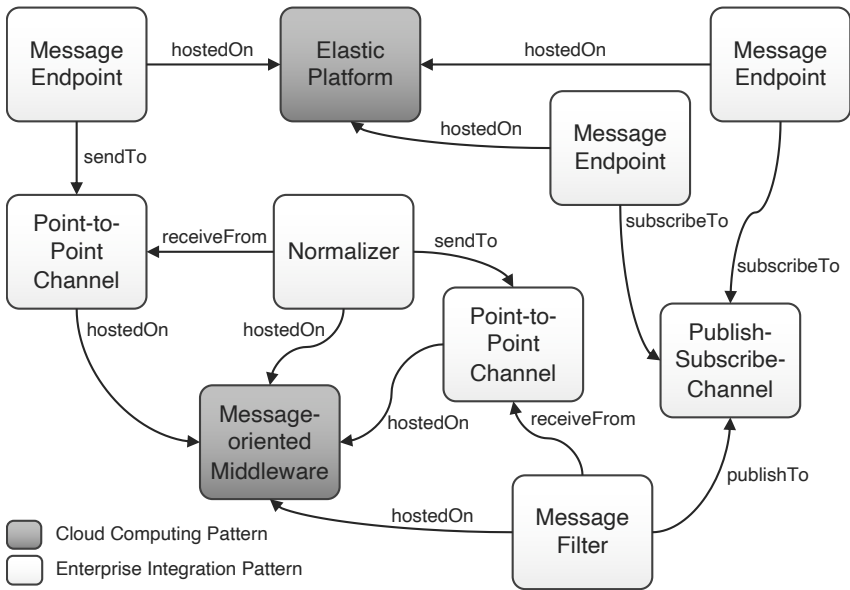 Message
Endpoint
hostedOn
Elastic
Platform
hostedOn
Message
Endpoint
hostedOn
Message
Endpoint
sendTo
Point-to-
Point
Channel
receiveFrom
Normalizer
sendTo
subscribeTo
subscribeTo
hostedOn
hostedOn
Point-to-
Point
Channel
Publish-
Subscribe-
Channel
Message-
oriented
Middleware
hostedOn
receiveFrom
publishTo
hostedOn
Message
Filter
Cloud Computing Pattern
Enterprise Integration Pattern